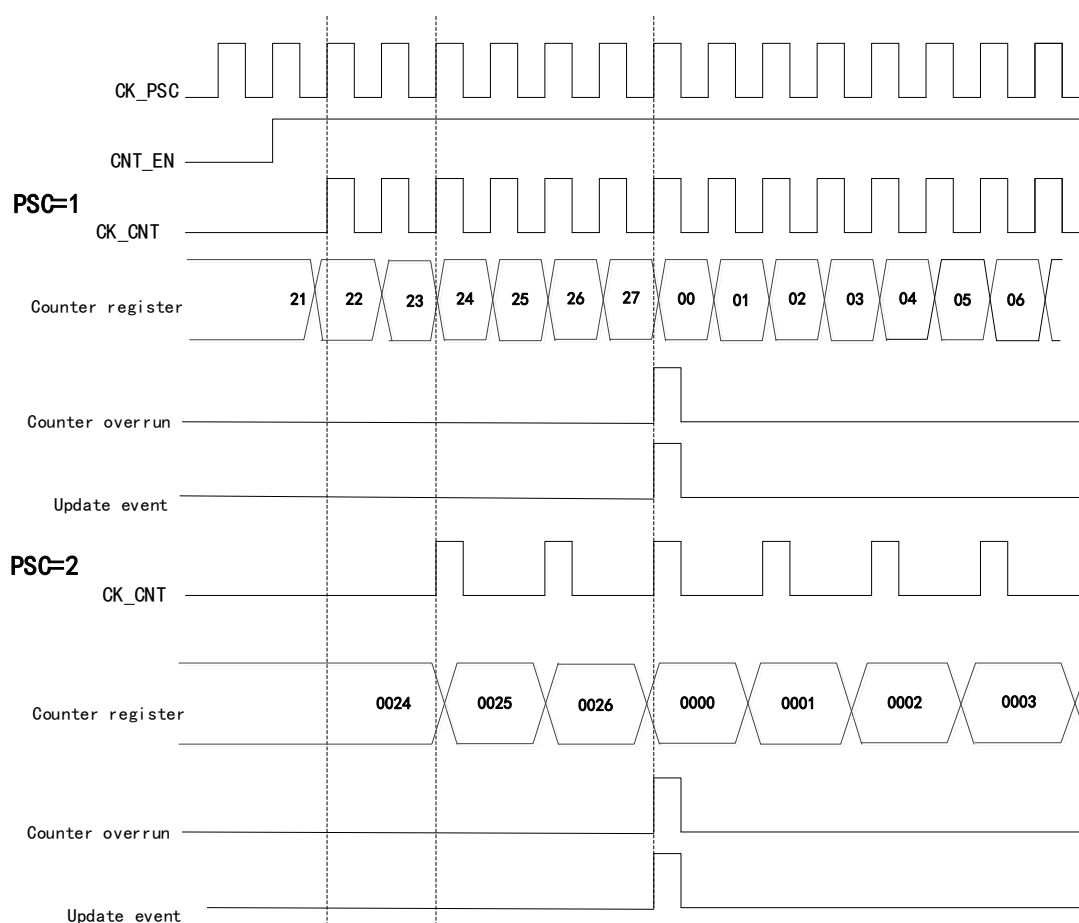 CK_PSC
CNT_EN
PSC=1
CK_CNT
Counter register 21 22 23 24 25 26 27 00 01 02 03 04 05 06
Counter overrun
Update event
PSC=2
CK_CNT
Counter register 0024 0025 0026 0000 0001 0002 0003
Counter overrun
Update event